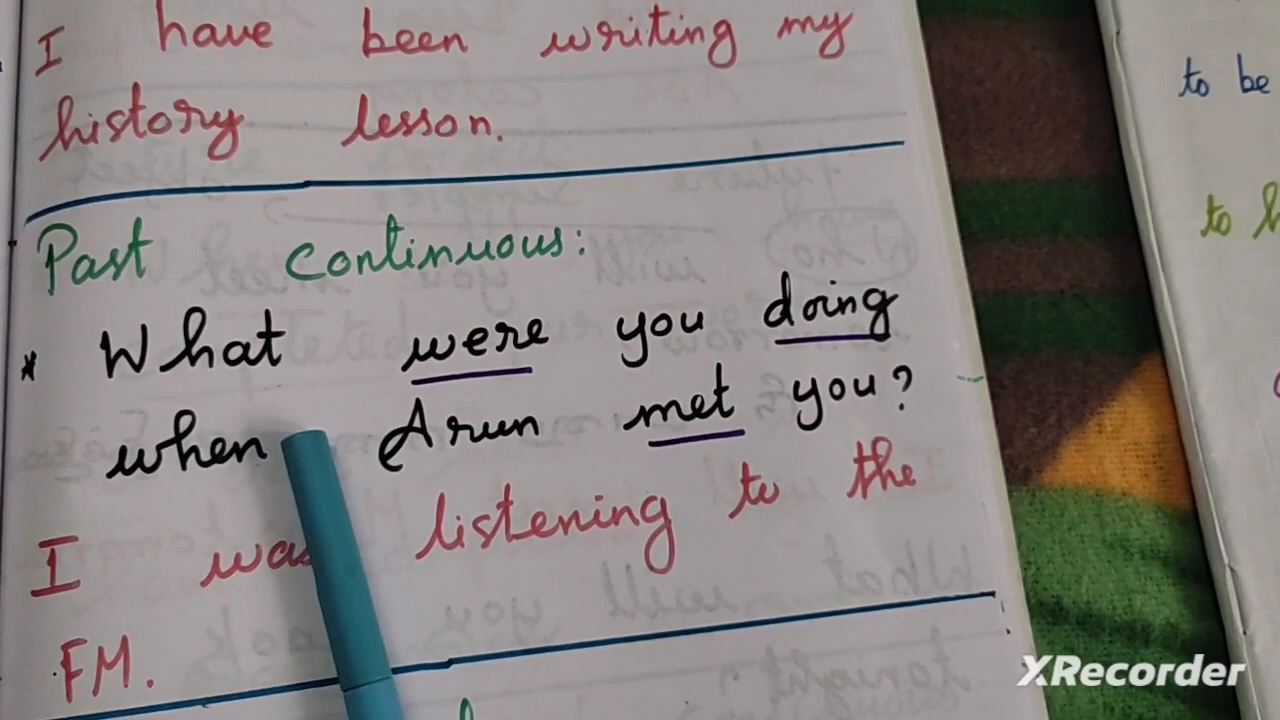 I have been writing my
history lesson.
Past continuous:
* What were you doing
when Arun met you?
I was listening to the
FM.
to be
to
XRecorder